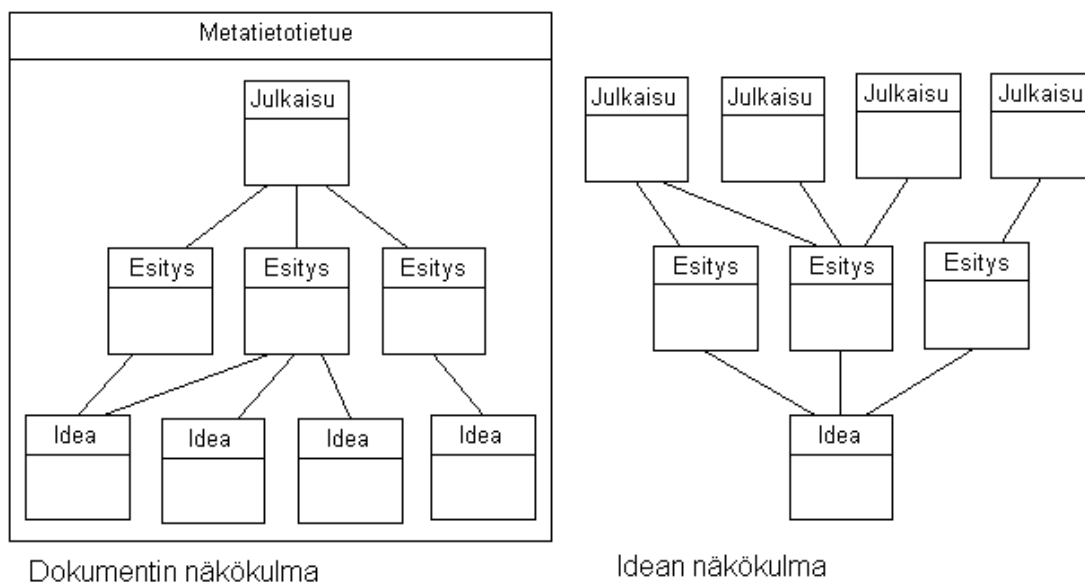 Metatietotietue
Julkaisu
Esitys Esitys Esitys
Idea Idea Idea Idea
Dokumentin näkökulma
Julkaisu Julkaisu Julkaisu Julkaisu
Esitys Esitys Esitys
Idea
Idean näkökulma